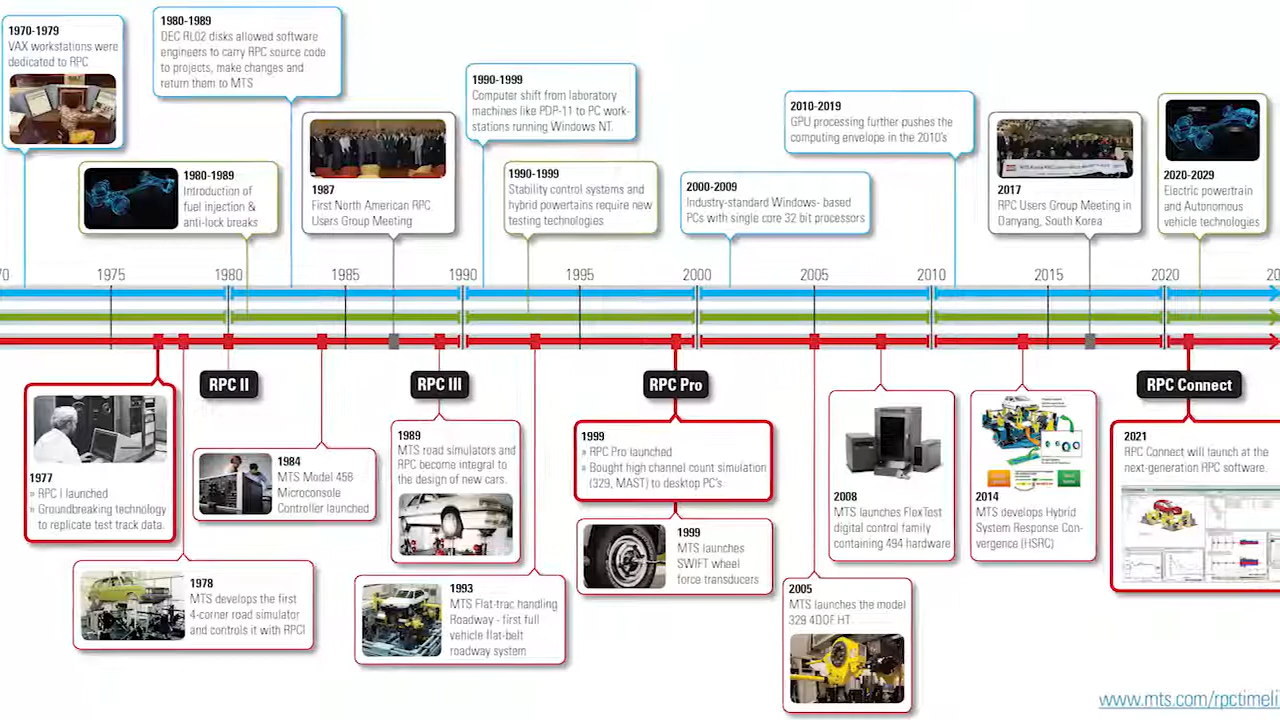 1970-1979
VAX workstations were
dedicated to RPC
1980-1989
DEC RL02 disks allowed software
engineers to carry RPC source code
to projects, make changes and
return them to MTS
1980-1989
Introduction of
fuel injection &
anti-lock breaks
1987
First North American RPC
Users Group Meeting
1990-1999
Computer shift from laboratory
machines like PDP-11 to PC work-
stations running Windows NT.
1990-1999
Stability control systems and
hybrid powertains require new
testing technologies
2000-2009
Industry-standard Windows- based
PCs with single core 32 bit processors
2010-2019
GPU processing further pushes the
computing envelope in the 2010's
2017
RPC Users Group Meeting in
Danyang, South Korea
2020-2029
Electric powertrain
and Autonomous
vehicle technologies
70 1975 1980 1985 1990 1995 2000 2005 2010 2015 2020 20
RPC II
RPC III
RPC Pro
RPC Connect
1977
» RPC I launched
» Groundbreaking technology
to replicate test track data.
1978
MTS develops the first
4-corner road simulator
and controls it with RPCI
1984
MTS Model 458
Microconsole
Controller launched
1989
MTS road simulators and
RPC become integral to
the design of new cars.
1993
MTS Flat-trac handling
Roadway - first full
vehicle flat-belt
roadway system
1999
» RPC Pro launched
» Bought high channel count simulation
(329, MAST) to desktop PC's
1999
MTS launches
SWIFT wheel
force transducers
2005
MTS launches the model
329 4DOF HT
2008
MTS launches FlexTest
digital control family
containing 494 hardware
2014
MTS develops Hybrid
System Response Con-
vergence (HSRC)
2021
RPC Connect will launch at the
next-generation RPC software.
www.mts.com/rpctimeli